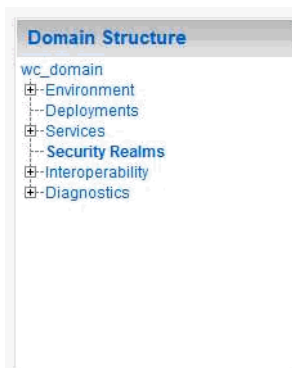 Domain Structure
wc_domain
Environment
Deployments
Services
Security Realms
Interoperability
Diagnostics